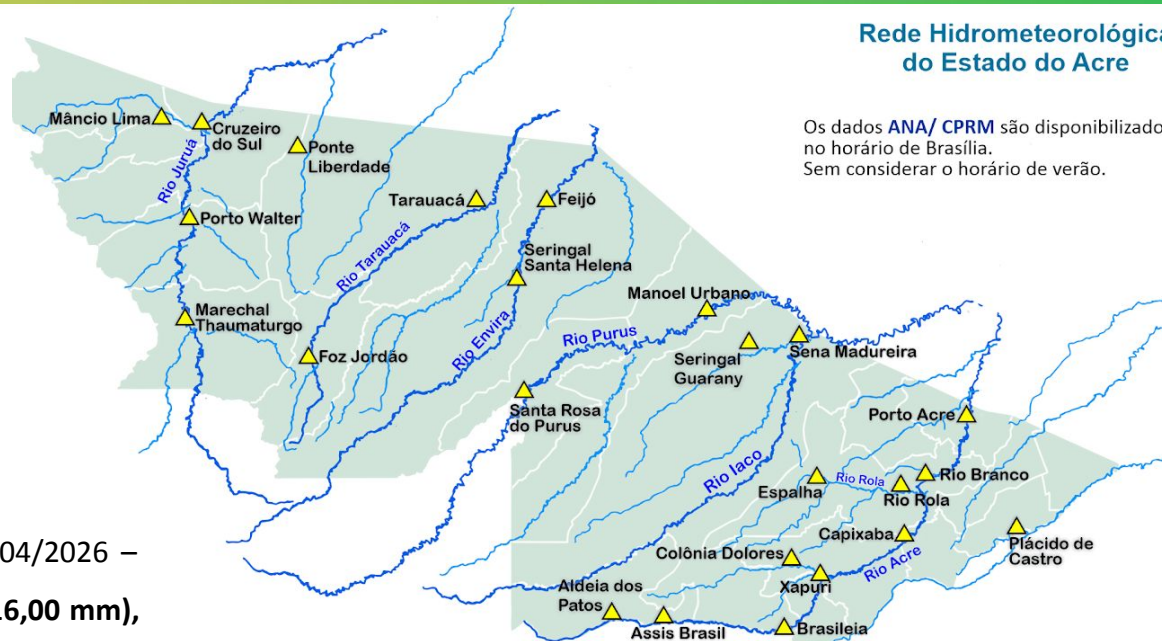 Rede Hidrometeorológica
do Estado do Acre
Os dados ANA/ CPRM são disponibilizado
no horário de Brasília.
Sem considerar o horário de verão.
Mâncio Lima
Cruzeiro
do Sul
Ponte
Liberdade
Rio Juruá
Porto Walter
Tarauacá
Feijó
Rio Tarauacá
Seringal
Santa Helena
Marechal
Thaumaturgo
Foz Jordão
Rio Envira
Manoel Urbano
Rio Purus
Seringal
Guarany
Sena Madureira
Santa Rosa
do Purus
Porto Acre
Rio Iaco
Espalha
Rio Rola
Rio Rola
Rio Branco
Capixaba
Plácido de
Castro
Colônia Dolores
Rio Acre
Xapuri
Aldeia dos
Patos
Assis Brasil
Brasileia
04/2026 –
16,00 mm),